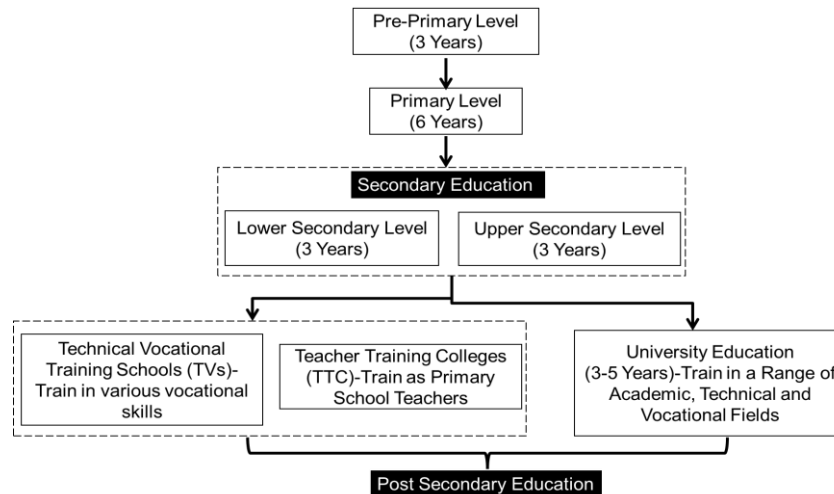 Pre-Primary Level
(3 Years)
Primary Level
(6 Years)
Secondary Education
Lower Secondary Level
(3 Years)
Upper Secondary Level
(3 Years)
Technical Vocational
Training Schools (TVs)-
Train in various vocational
skills
Teacher Training Colleges
(TTC)-Train as Primary
School Teachers
University Education
(3-5 Years)-Train in a Range of
Academic, Technical and
Vocational Fields
Post Secondary Education